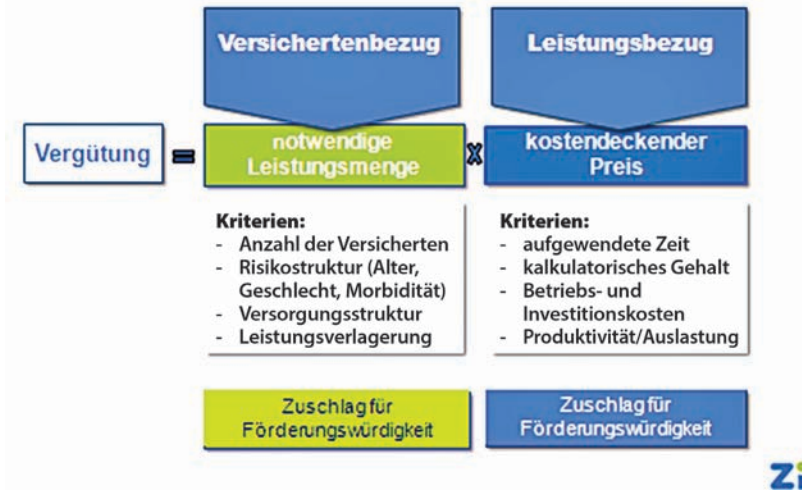 Versichertenbezug
Leistungsbezug
Vergütung = notwendige Leistungsmenge x kostendeckender Preis
Kriterien:
- Anzahl der Versicherten
- Risikostruktur (Alter,
Geschlecht, Morbidität)
- Versorgungsstruktur
- Leistungsverlagerung
Kriterien:
- aufgewendete Zeit
- kalkulatorisches Gehalt
- Betriebs- und
Investitionskosten
- Produktivität/Auslastung
Zuschlag für
Förderungswürdigkeit
Zuschlag für
Förderungswürdigkeit
Zi